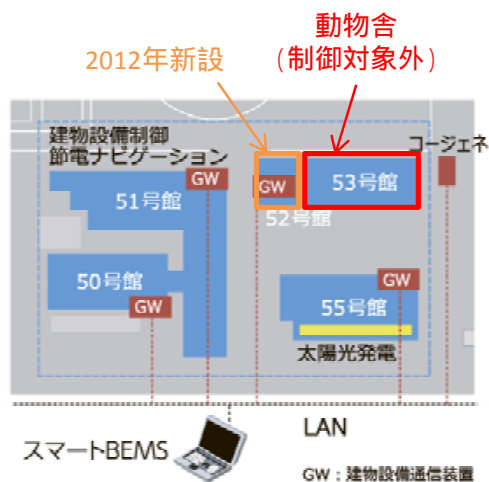 動物舎
2012年新設
（制御対象外）
建物設備制御
節電ナビゲーション
コージェネ
GW
GW
53号館
51号館
52号館
50号館
GW
GW
55号館
太陽光発電
LAN
スマートBEMS
GW：建物設備通信装置